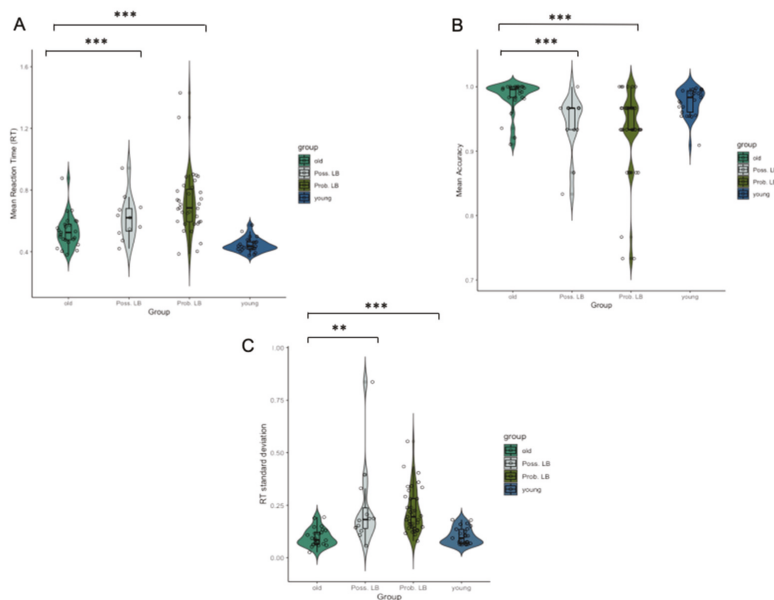 A
***
***
1.6
1.2
0.8
0.4
Mean Reaction Time (RT)
old
Poss. LB
Prob. LB
young
Group
group
old
Poss. LB
Prob. LB
young
B
***
***
1.0
0.9
0.8
0.7
Mean Accuracy
old
Poss. LB
Prob. LB
young
Group
group
old
Poss. LB
Prob. LB
young
C
***
**
1.00
0.75
0.50
0.25
0.00
RT standard deviation
old
Poss. LB
Prob. LB
young
Group
group
old
Poss. LB
Prob. LB
young